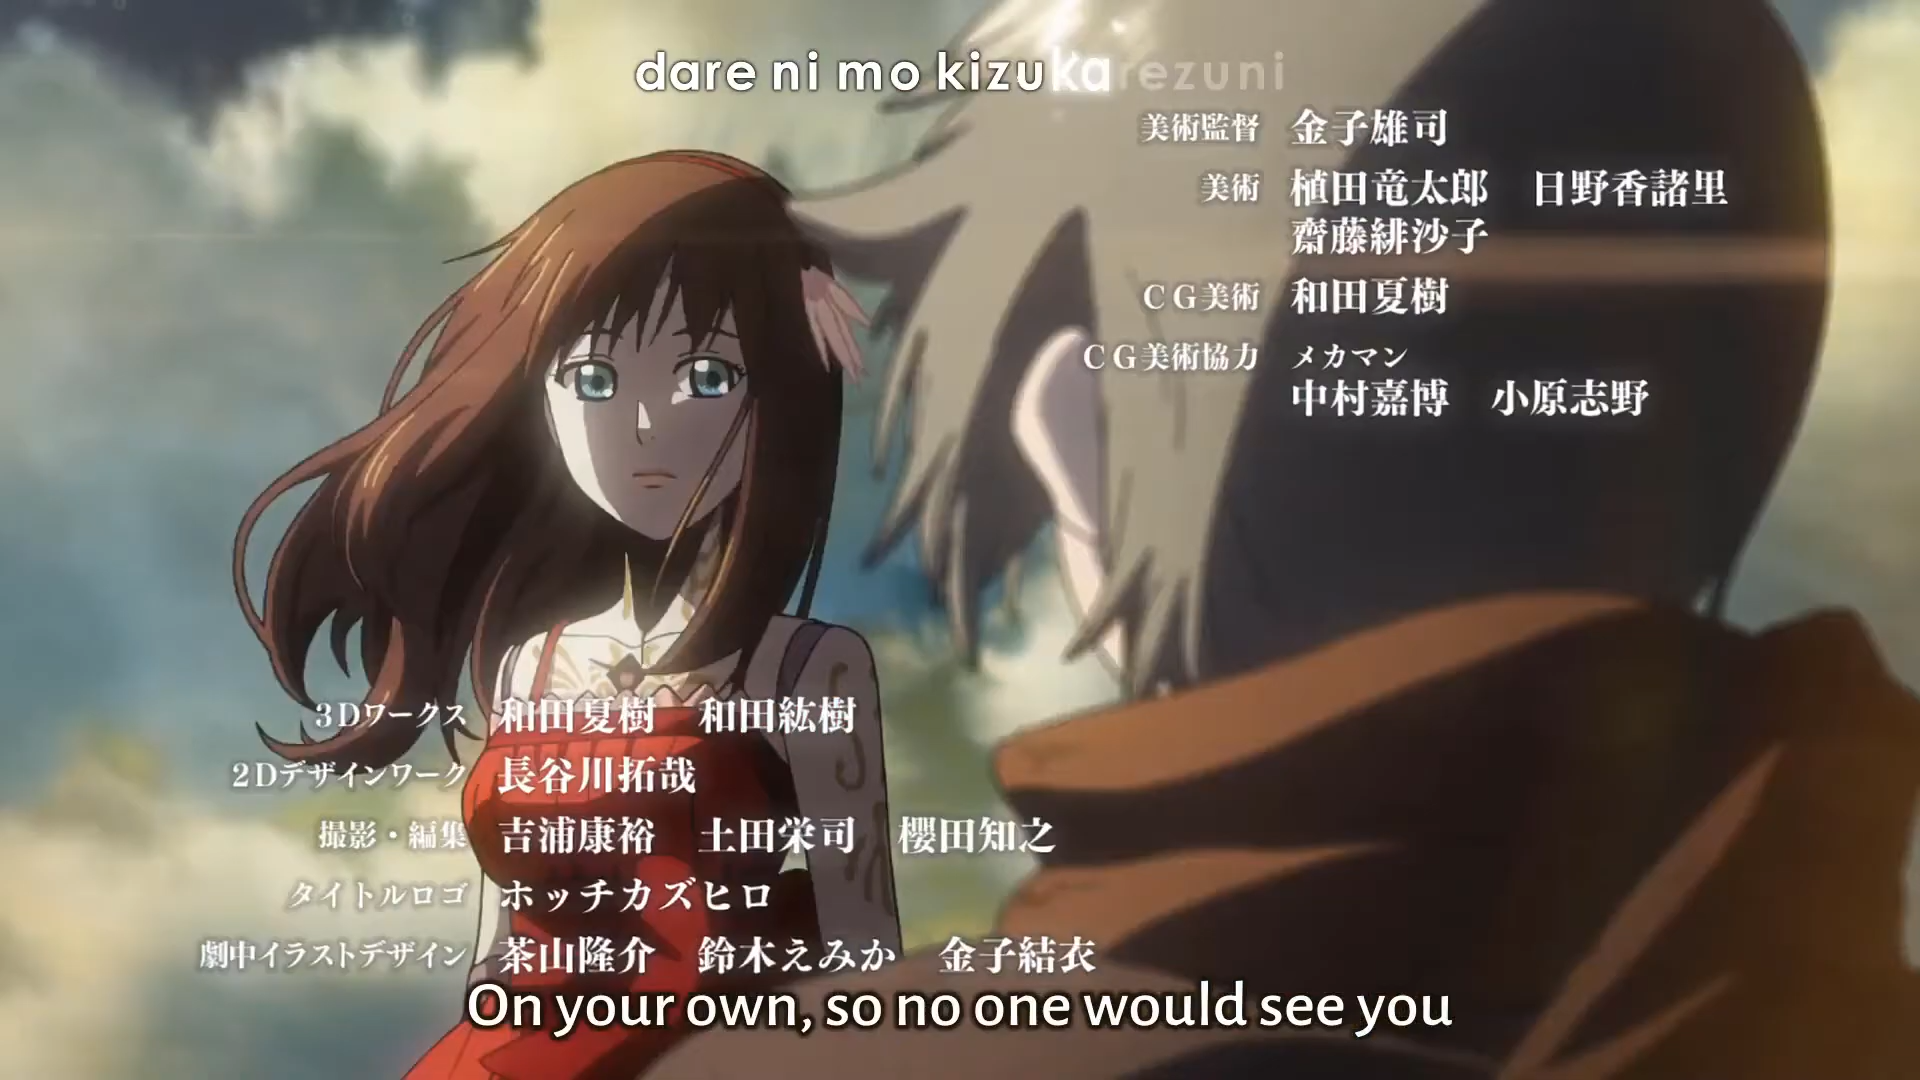 dare ni mo kizukarezuni
美術監督 金子雄司
美術 植田竜太郎 日野香諸里
齋藤緋沙子
CG美術 和田夏樹
CG美術協力 メカマン
中村嘉博 小原志野
3Dワークス 和田夏樹 和田紘樹
2Dデザインワーク 長谷川拓哉
撮影・編集 吉浦康裕 土田栄司 櫻田知之
タイトルロゴ ホッチカズヒロ
劇中イラストデザイン 茶山隆介 鈴木えみか 金子結衣
On your own, so no one would see you